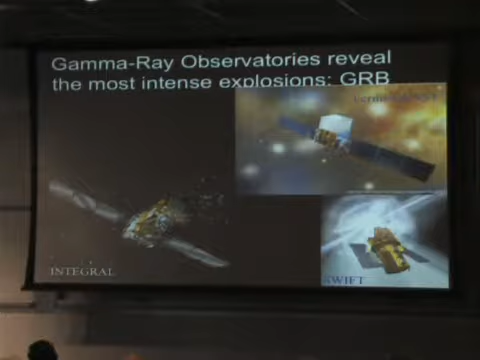 Gamma-Ray Observatories reveal
the most intense explosions: GRB
INTEGRAL
SWIFT